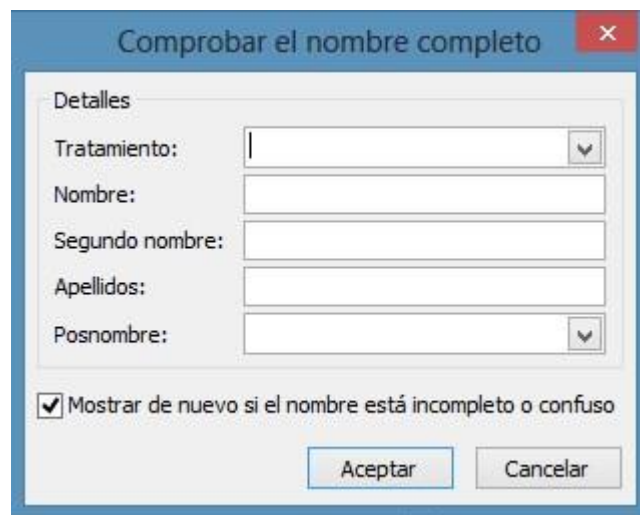 Comprobar el nombre completo
Detalles
Tratamiento:
Nombre:
Segundo nombre:
Apellidos:
Posnombre:
Mostrar de nuevo si el nombre está incompleto o confuso
Aceptar Cancelar